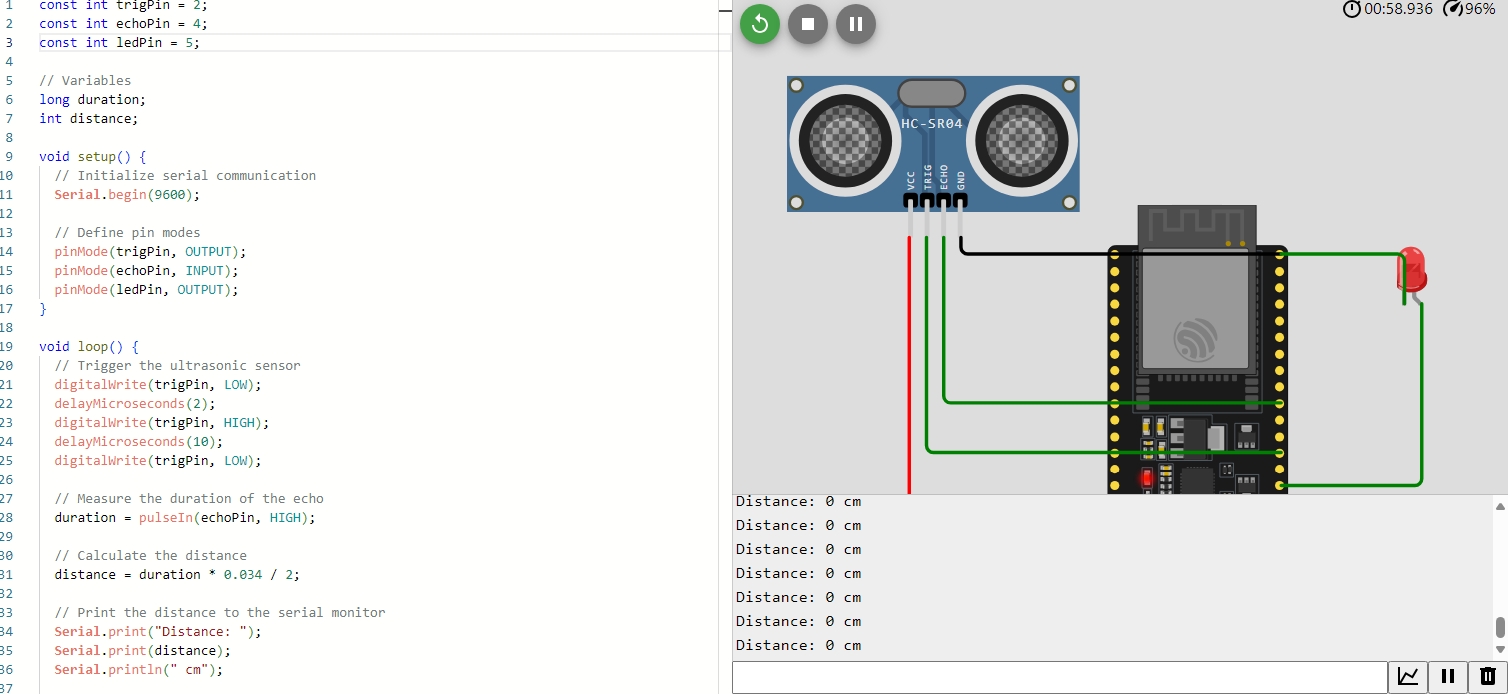 1 const int trigPin = 2;
2 const int echoPin = 4;
3 const int ledPin = 5;
4
5 // Variables
6 long duration;
7 int distance;
8
9 void setup() {
10 // Initialize serial communication
11 Serial.begin(9600);
12
13 // Define pin modes
14 pinMode(trigPin, OUTPUT);
15 pinMode(echoPin, INPUT);
16 pinMode(ledPin, OUTPUT);
17 }
18
19 void loop() {
20 // Trigger the ultrasonic sensor
21 digitalWrite(trigPin, LOW);
22 delayMicroseconds(2);
23 digitalWrite(trigPin, HIGH);
24 delayMicroseconds(10);
25 digitalWrite(trigPin, LOW);
26
27 // Measure the duration of the echo
28 duration = pulseIn(echoPin, HIGH);
29
30 // Calculate the distance
31 distance = duration * 0.034 / 2;
32
33 // Print the distance to the serial monitor
34 Serial.print("Distance: ");
35 Serial.print(distance);
36 Serial.println(" cm");
37
00:58.936 96%
HC-SR04
VCC
TRIG
ECHO
GND
Distance: 0 cm
Distance: 0 cm
Distance: 0 cm
Distance: 0 cm
Distance: 0 cm
Distance: 0 cm
Distance: 0 cm